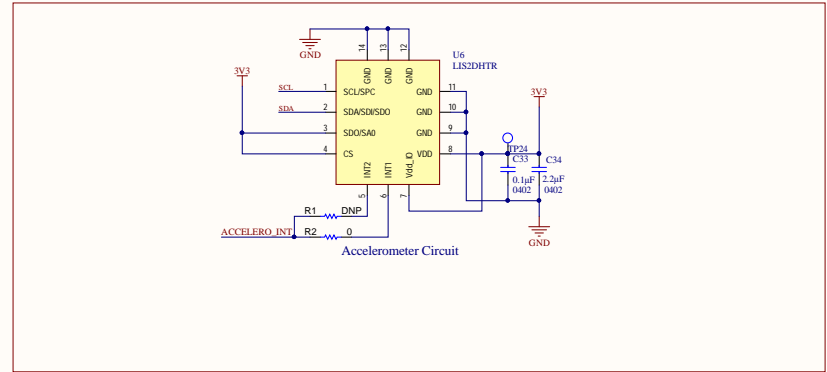 14
13
12
GND
GND
GND
GND
U6
LIS2DHTR
3V3
SCL
1
SCL/SPC
GND
11
3V3
SDA
2
SDA/SDI/SDO
GND
10
3
SDO/SA0
GND
9
4
CS
VDD
8
TP24
INT2
INT1
Vdd_IO
C33
C34
0.1µF
2.2µF
0402
0402
5
6
7
R1
DNP
ACCELERO_INT
R2
0
GND
Accelerometer Circuit